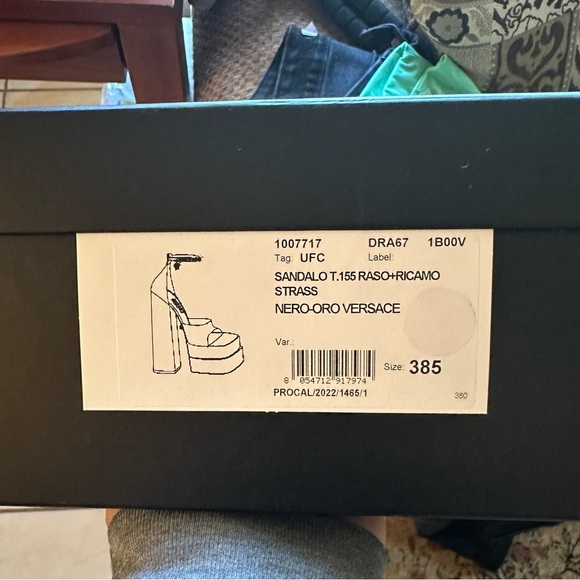 1007717 DRA67 1B00V
Tag: UFC Label:
SANDALO T.155 RASO+RICAMO
STRASS
NERO-ORO VERSACE
Var.:
Size: 385
8 054712 917974
PROCAL/2022/1465/1
380